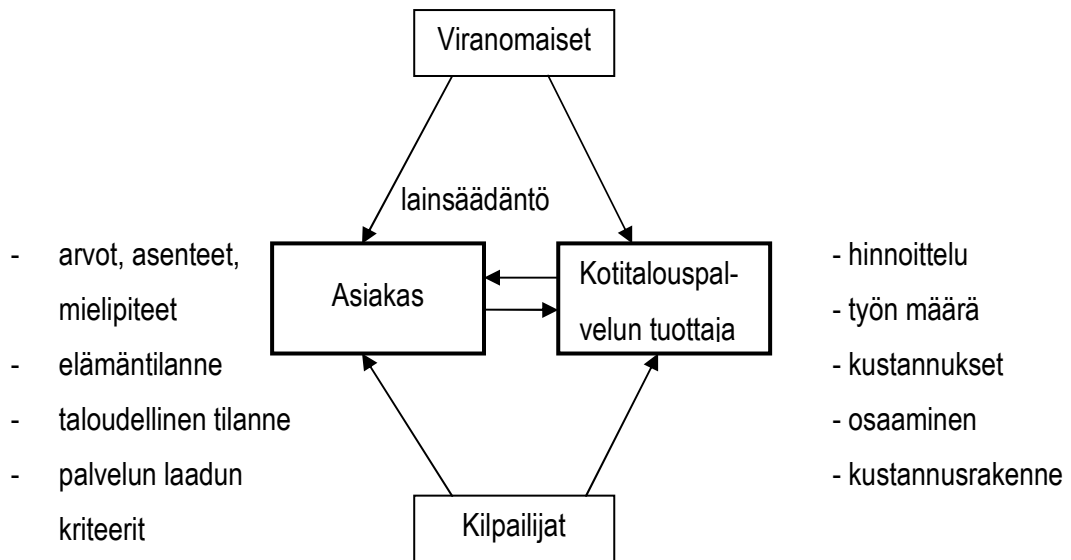 Viranomaiset
lainsäädäntö
- arvot, asenteet,
mielipiteet
- elämäntilanne
- taloudellinen tilanne
- palvelun laadun
kriteerit
Asiakas
Kotitalouspal-
velun tuottaja
- hinnoittelu
- työn määrä
- kustannukset
- osaaminen
- kustannusrakenne
Kilpailijat